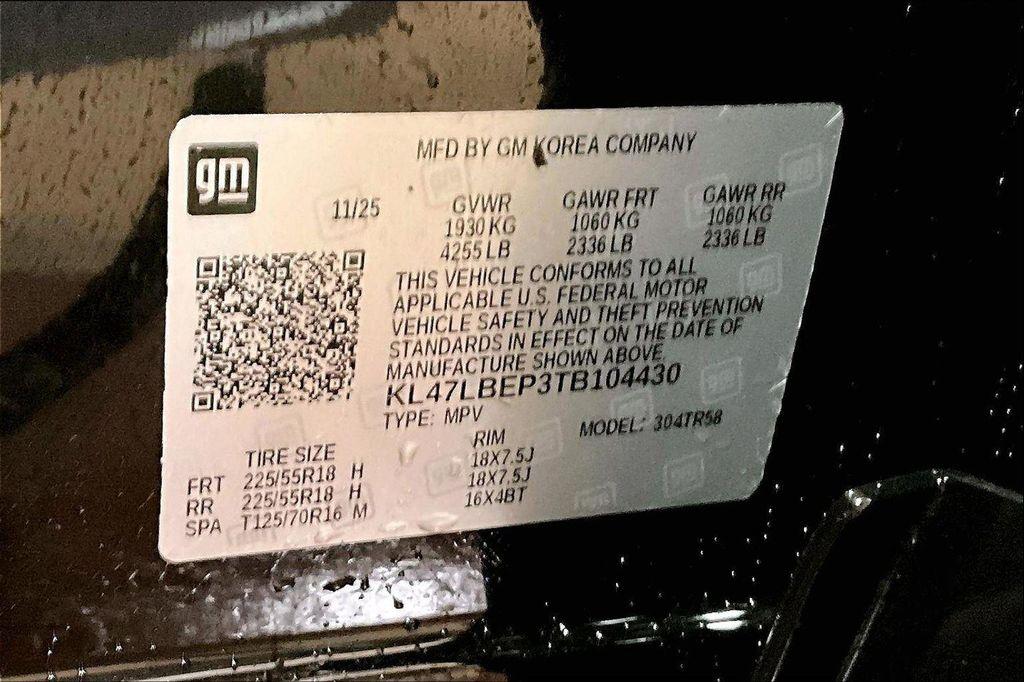 gm
MFD BY GM KOREA COMPANY
11/25 GVWR GAWR FRT GAWR RR
1930 KG 1060 KG 1060 KG
4255 LB 2336 LB 2336 LB
THIS VEHICLE CONFORMS TO ALL
APPLICABLE U.S. FEDERAL MOTOR
VEHICLE SAFETY AND THEFT PREVENTION
STANDARDS IN EFFECT ON THE DATE OF
MANUFACTURE SHOWN ABOVE
KL47LBEP3TB104430
TYPE: MPV MODEL: 304TR58
TIRE SIZE RIM
FRT 225/55R18 H 18X7.5J
RR 225/55R18 H 18X7.5J
SPA T125/70R16 M 16X4BT